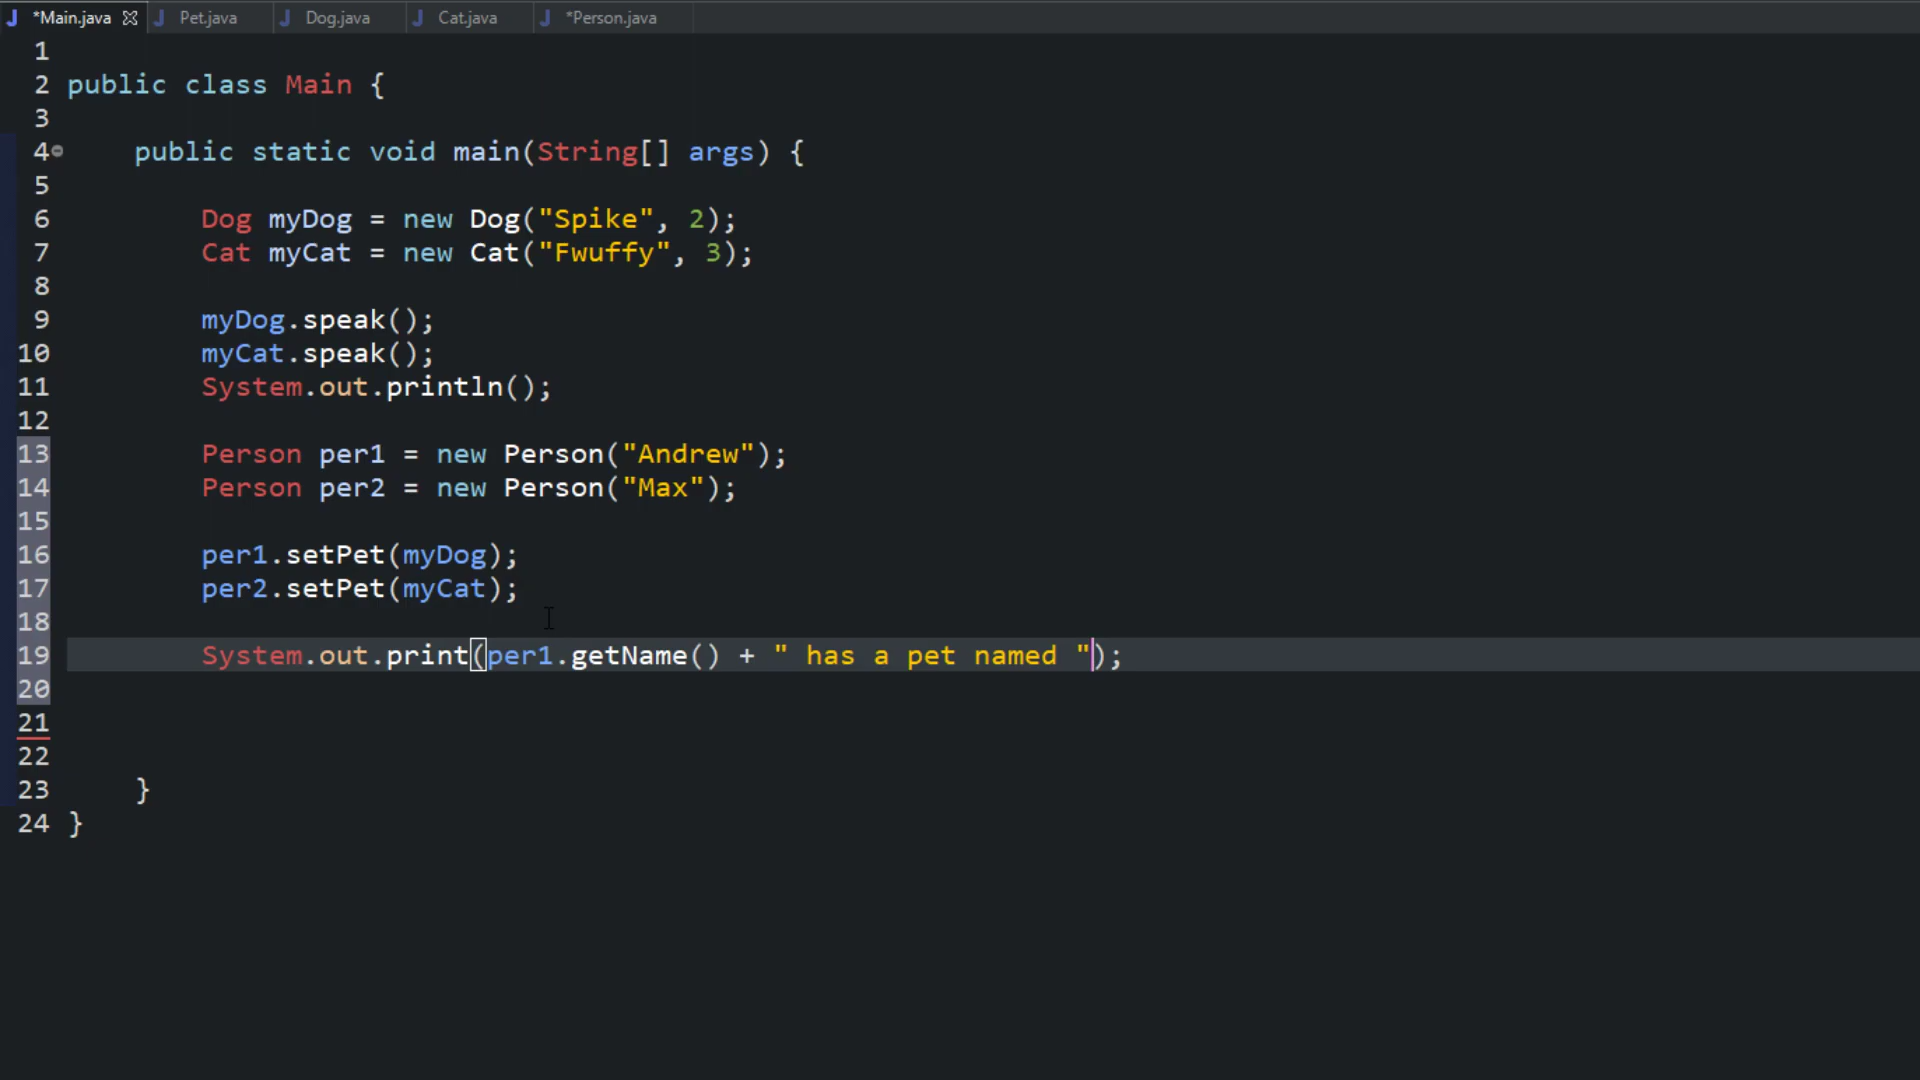 *Main.java Pet.java Dog.java Cat.java *Person.java
1
2 public class Main {
3
4 public static void main(String[] args) {
5
6 Dog myDog = new Dog("Spike", 2);
7 Cat myCat = new Cat("Fwuffy", 3);
8
9 myDog.speak();
10 myCat.speak();
11 System.out.println();
12
13 Person per1 = new Person("Andrew");
14 Person per2 = new Person("Max");
15
16 per1.setPet(myDog);
17 per2.setPet(myCat);
18
19 System.out.print(per1.getName() + " has a pet named ");
20
21
22
23 }
24 }